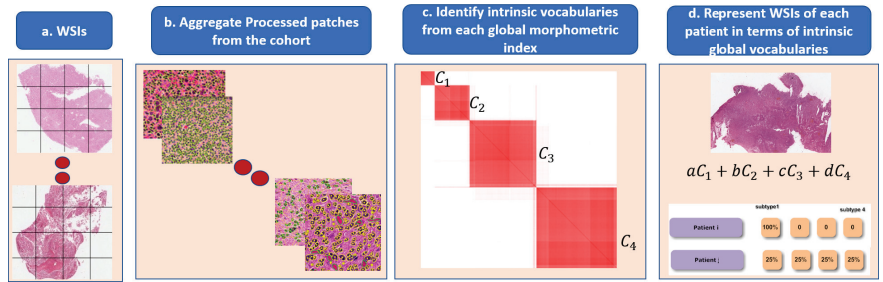 a. WSIs
b. Aggregate Processed patches
from the cohort
c. Identify intrinsic vocabularies
from each global morphometric
index
d. Represent WSIs of each
patient in terms of intrinsic
global vocabularies
C1
C2
C3
C4
aC1 + bC2 + cC3 + dC4
subtype1 subtype 4
Patient i 100% 0 0 0
Patient j 25% 25% 25% 25%